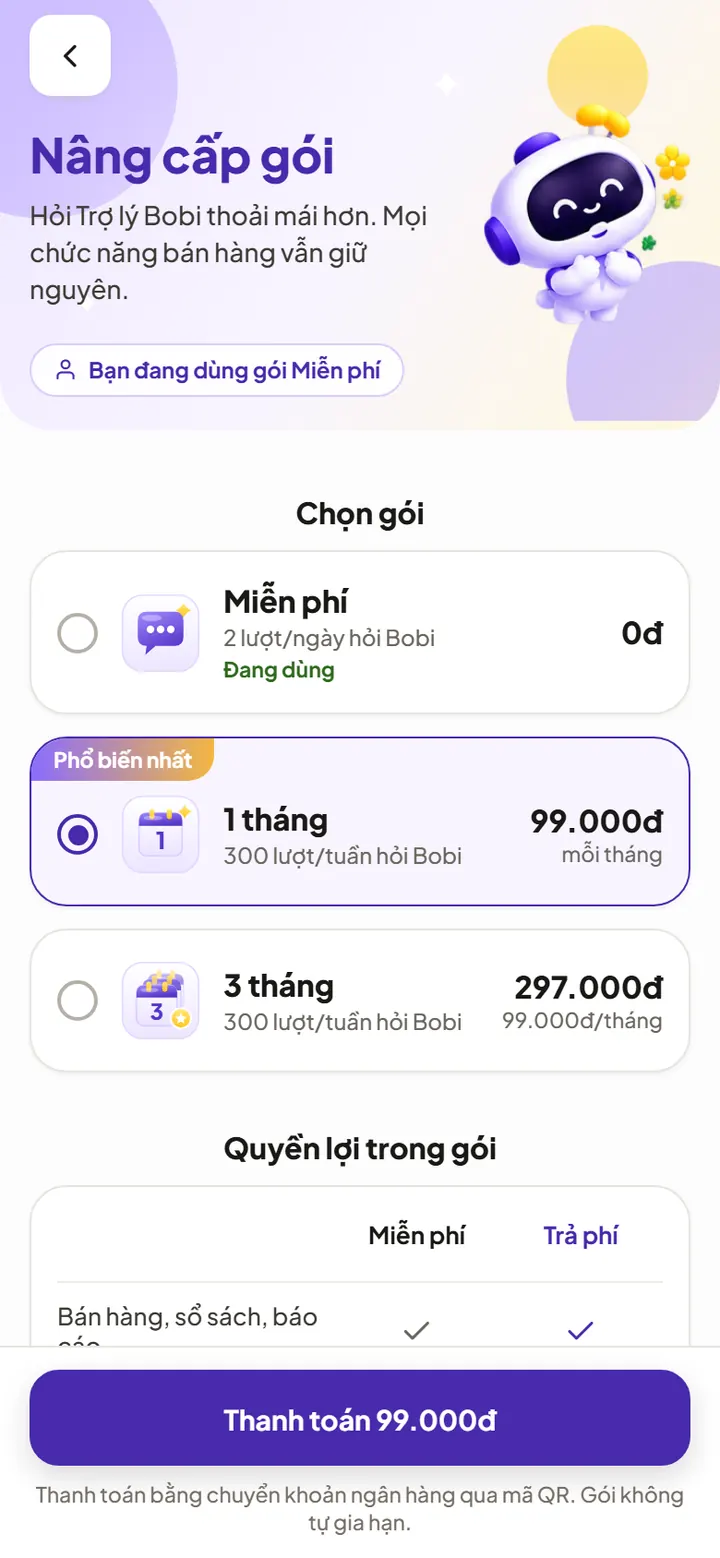 Nâng cấp gói
Hỏi Trợ lý Bobi thoải mái hơn. Mọi
chức năng bán hàng vẫn giữ
nguyên.
Bạn đang dùng gói Miễn phí
Chọn gói
Miễn phí
2 lượt/ngày hỏi Bobi
Đang dùng
0đ
Phổ biến nhất
1
1 tháng
300 lượt/tuần hỏi Bobi
99.000đ
mỗi tháng
3
3 tháng
300 lượt/tuần hỏi Bobi
297.000đ
99.000đ/tháng
Quyền lợi trong gói
Miễn phí
Trả phí
Bán hàng, sổ sách, báo
cáo
Thanh toán 99.000đ
Thanh toán bằng chuyển khoản ngân hàng qua mã QR. Gói không
tự gia hạn.